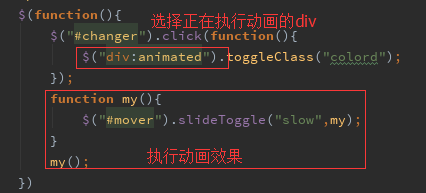 $(function(){
选择正在执行动画的div
$("#changer").click(function(){
$("div:animated").toggleClass("colord");
});
function my(){
$("#mover").slideToggle("slow",my);
}
执行动画效果
my();
})